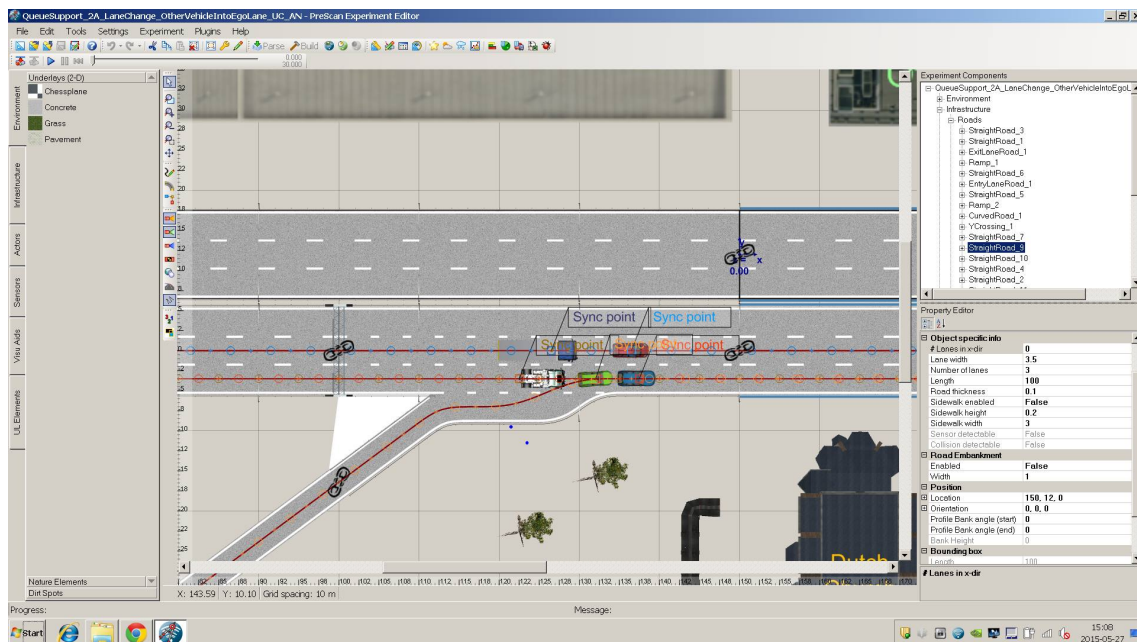 QueueSupport_2A_LaneChange_OtherVehicleIntoEgoLane_UC_AN - PreScan Experiment Editor
File Edit Tools Settings Experiment Plugins Help
Parse Build
0.000
30.000
Underlays (2-D)
Chessplane
Concrete
Grass
Pavement
Environment
Infrastructure
Actors
Sensors
Visu Aids
UL Elements
Nature Elements
Dirt Spots
Sync point
Sync point
Sync point
Sync point
y
x
0.00
Dutch
X: 143.59 Y: 10.10 Grid spacing: 10 m
Experiment Components
QueueSupport_2A_LaneChange_OtherVehicleIntoEgoL
Environment
Infrastructure
Roads
StraightRoad_3
StraightRoad_1
ExitLaneRoad_1
Ramp_1
StraightRoad_6
EntryLaneRoad_1
StraightRoad_5
Ramp_2
CurvedRoad_1
YCrossing_1
StraightRoad_7
StraightRoad_9
StraightRoad_10
StraightRoad_4
StraightRoad_2
Property Editor
Object specific info
# Lanes in x-dir 0
Lane width 3.5
Number of lanes 3
Length 100
Road thickness 0.1
Sidewalk enabled False
Sidewalk height 0.2
Sidewalk width 3
Sensor detectable False
Collision detectable False
Road Embankment
Enabled False
Width 1
Position
Location 150, 12, 0
Orientation 0, 0, 0
Profile Bank angle (start) 0
Profile Bank angle (end) 0
Bank Height 0
Bounding box
Length 100
# Lanes in x-dir
Progress: Message:
Start
15:08
2015-05-27